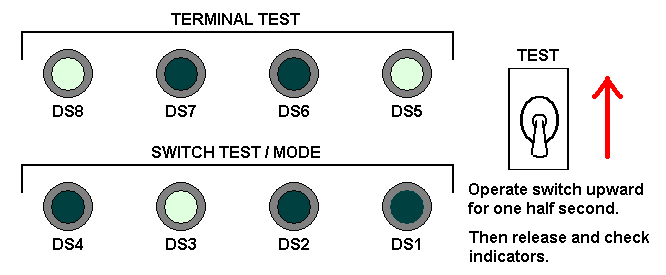 TERMINAL TEST
DS8 DS7 DS6 DS5
SWITCH TEST / MODE
DS4 DS3 DS2 DS1
TEST
Operate switch upward
for one half second.
Then release and check
indicators.